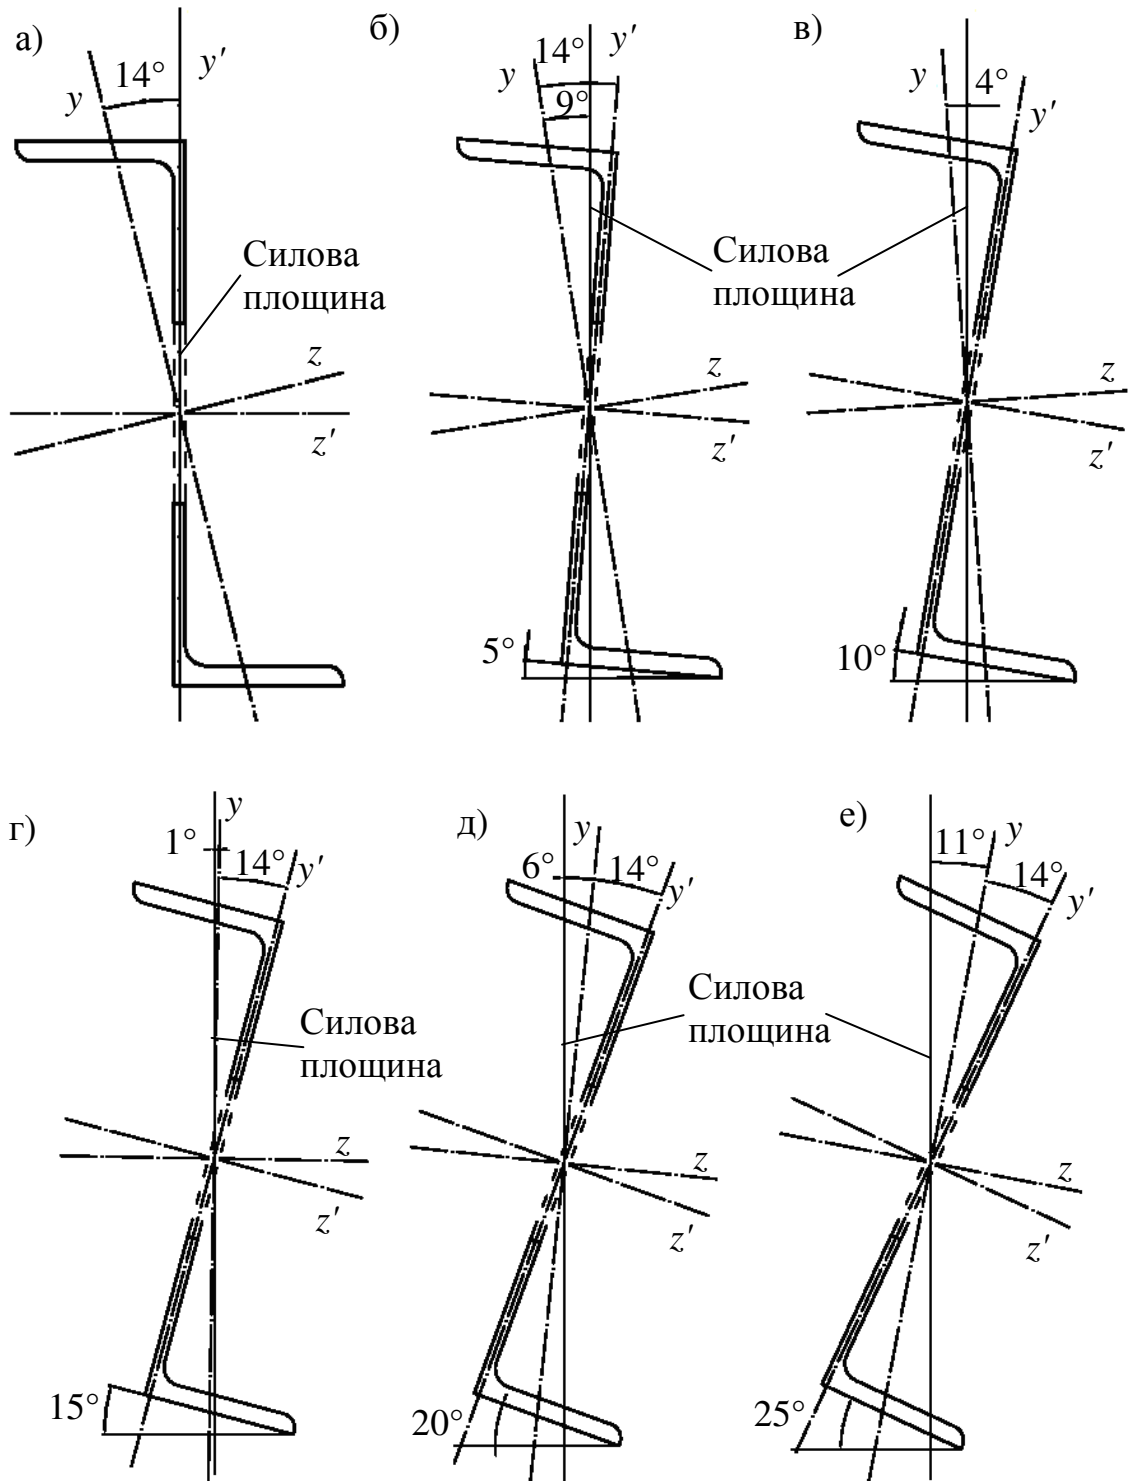 а)
14°
y
y'
Силова
площина
z
z'
б)
14°
y'
y
9°
Силова
площина
z
z'
5°
в)
y
4°
y'
z
z'
10°
г)
y
1°
14°
y'
Силова
площина
z
z'
15°
д)
y
6°
14°
y'
Силова
площина
z
z'
20°
е)
11°
y
14°
y'
z
z'
25°